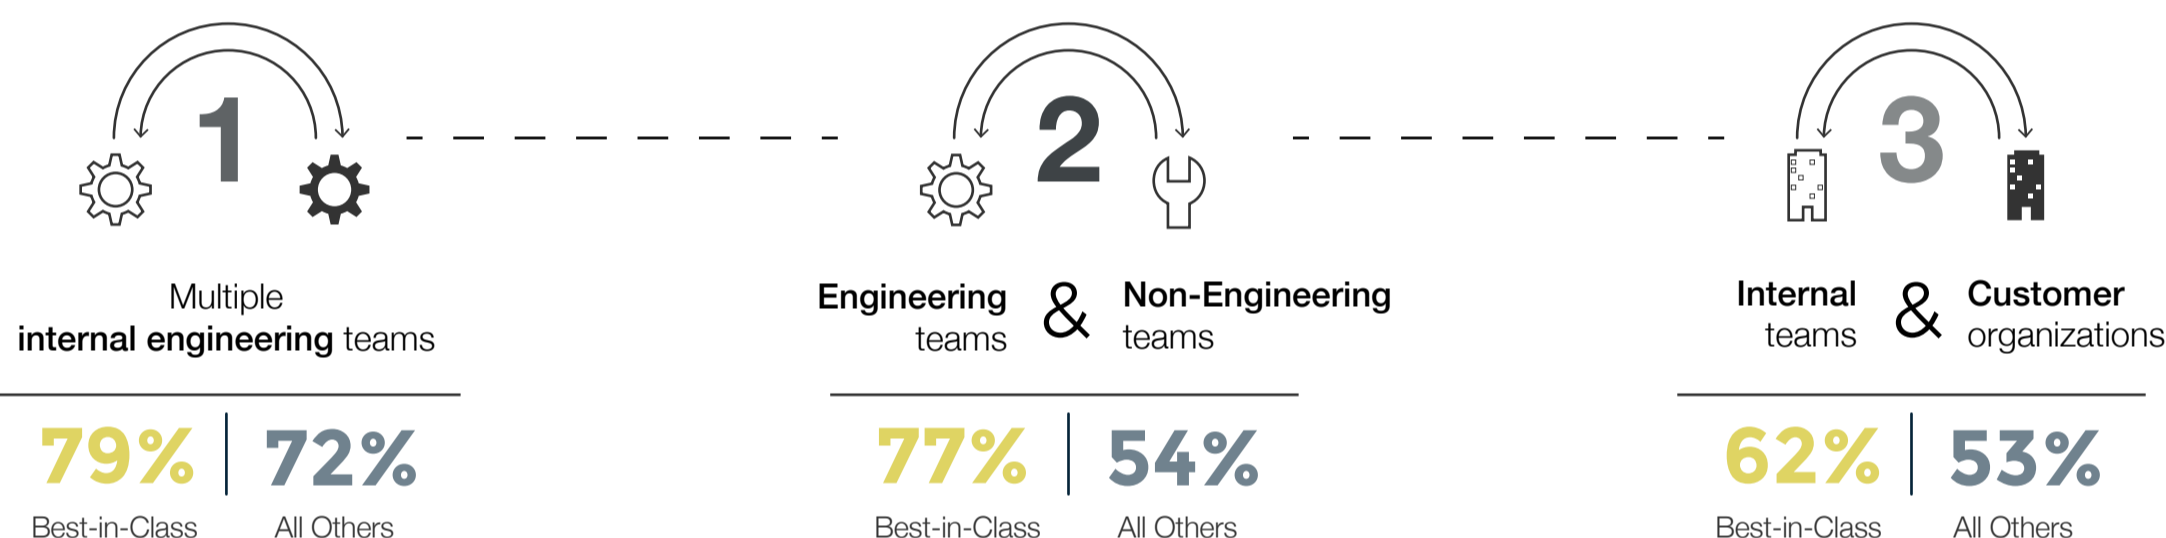 1
Multiple
internal engineering teams
79% 72%
Best-in-Class All Others
2
Engineering & Non-Engineering
teams teams
77% 54%
Best-in-Class All Others
3
Internal & Customer
teams organizations
62% 53%
Best-in-Class All Others